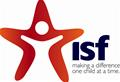 isf
making a difference
one child at a time.